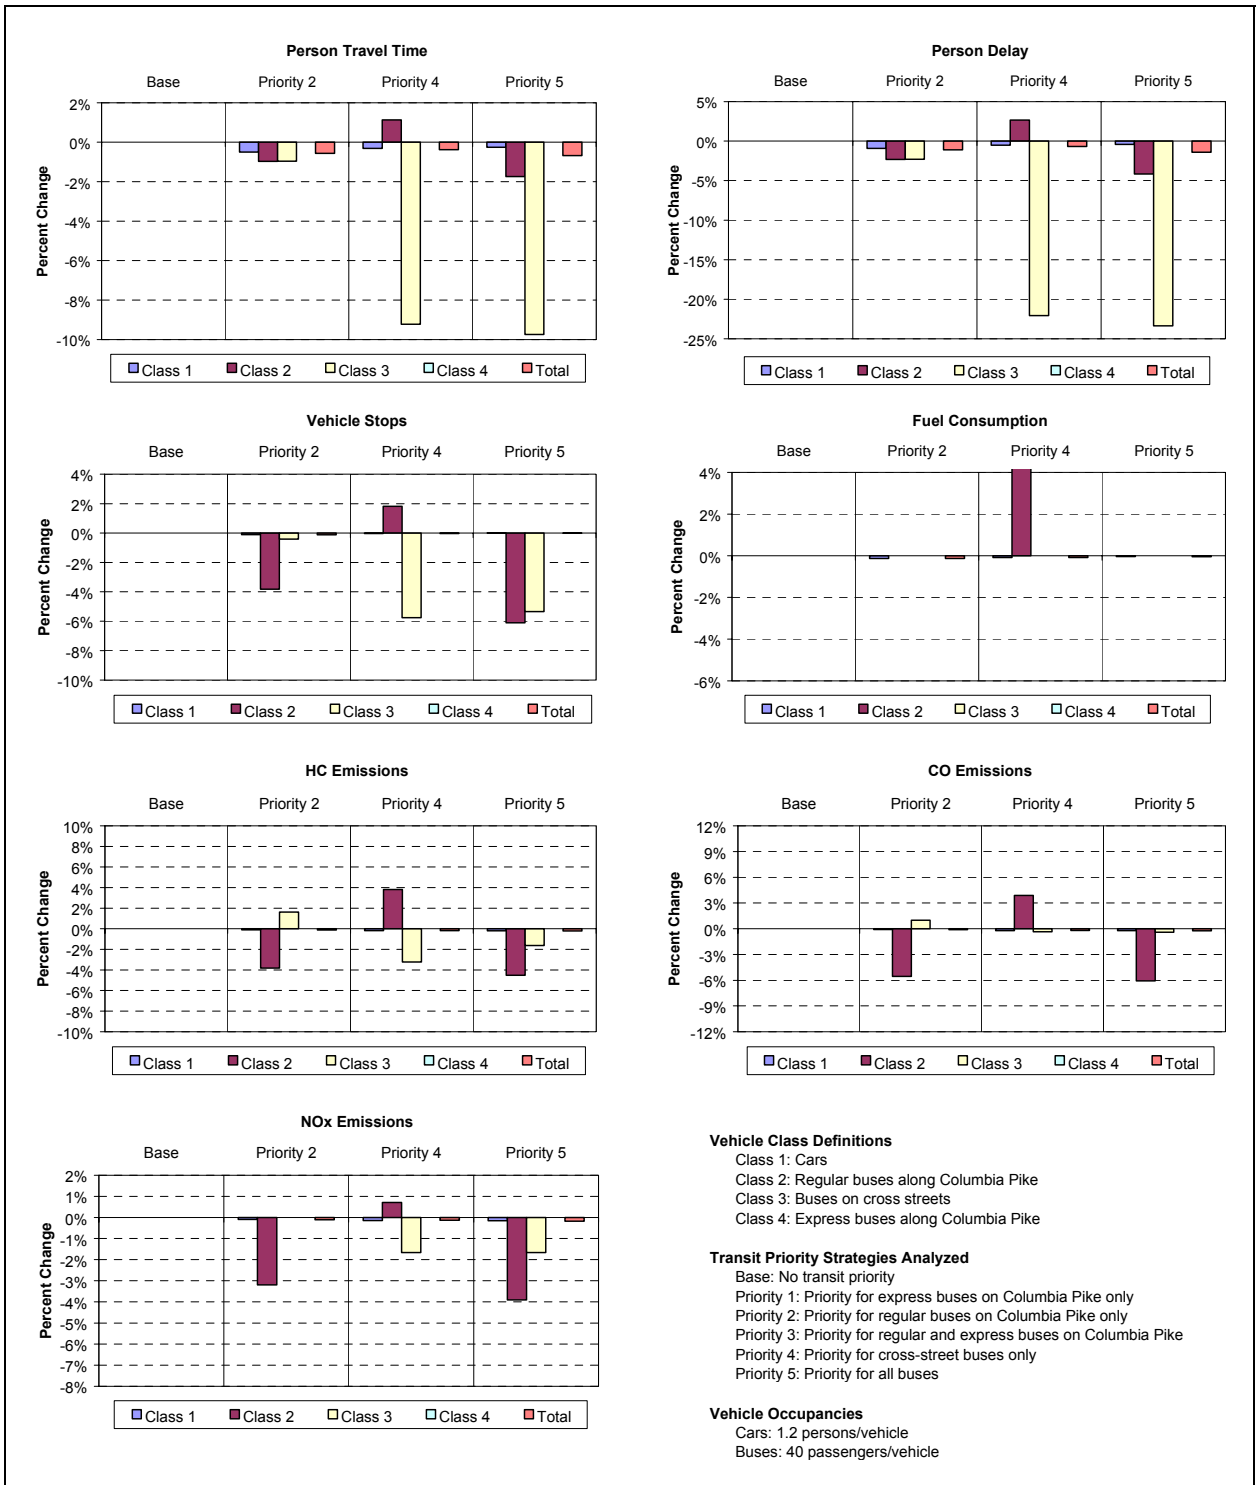 Person Travel Time
Base Priority 2 Priority 4 Priority 5
2%
0%
-2%
-4%
-6%
-8%
-10%
Percent Change
Class 1 Class 2 Class 3 Class 4 Total
Person Delay
Base Priority 2 Priority 4 Priority 5
5%
0%
-5%
-10%
-15%
-20%
-25%
Percent Change
Class 1 Class 2 Class 3 Class 4 Total
Vehicle Stops
Base Priority 2 Priority 4 Priority 5
4%
2%
0%
-2%
-4%
-6%
-8%
-10%
Percent Change
Class 1 Class 2 Class 3 Class 4 Total
Fuel Consumption
Base Priority 2 Priority 4 Priority 5
4%
2%
0%
-2%
-4%
-6%
Percent Change
Class 1 Class 2 Class 3 Class 4 Total
HC Emissions
Base Priority 2 Priority 4 Priority 5
10%
8%
6%
4%
2%
0%
-2%
-4%
-6%
-8%
-10%
Percent Change
Class 1 Class 2 Class 3 Class 4 Total
CO Emissions
Base Priority 2 Priority 4 Priority 5
12%
9%
6%
3%
0%
-3%
-6%
-9%
-12%
Percent Change
Class 1 Class 2 Class 3 Class 4 Total
NOx Emissions
Base Priority 2 Priority 4 Priority 5
2%
1%
0%
-1%
-2%
-3%
-4%
-5%
-6%
-7%
-8%
Percent Change
Class 1 Class 2 Class 3 Class 4 Total
Vehicle Class Definitions
Class 1: Cars
Class 2: Regular buses along Columbia Pike
Class 3: Buses on cross streets
Class 4: Express buses along Columbia Pike
Transit Priority Strategies Analyzed
Base: No transit priority
Priority 1: Priority for express buses on Columbia Pike only
Priority 2: Priority for regular buses on Columbia Pike only
Priority 3: Priority for regular and express buses on Columbia Pike
Priority 4: Priority for cross-street buses only
Priority 5: Priority for all buses
Vehicle Occupancies
Cars: 1.2 persons/vehicle
Buses: 40 passengers/vehicle